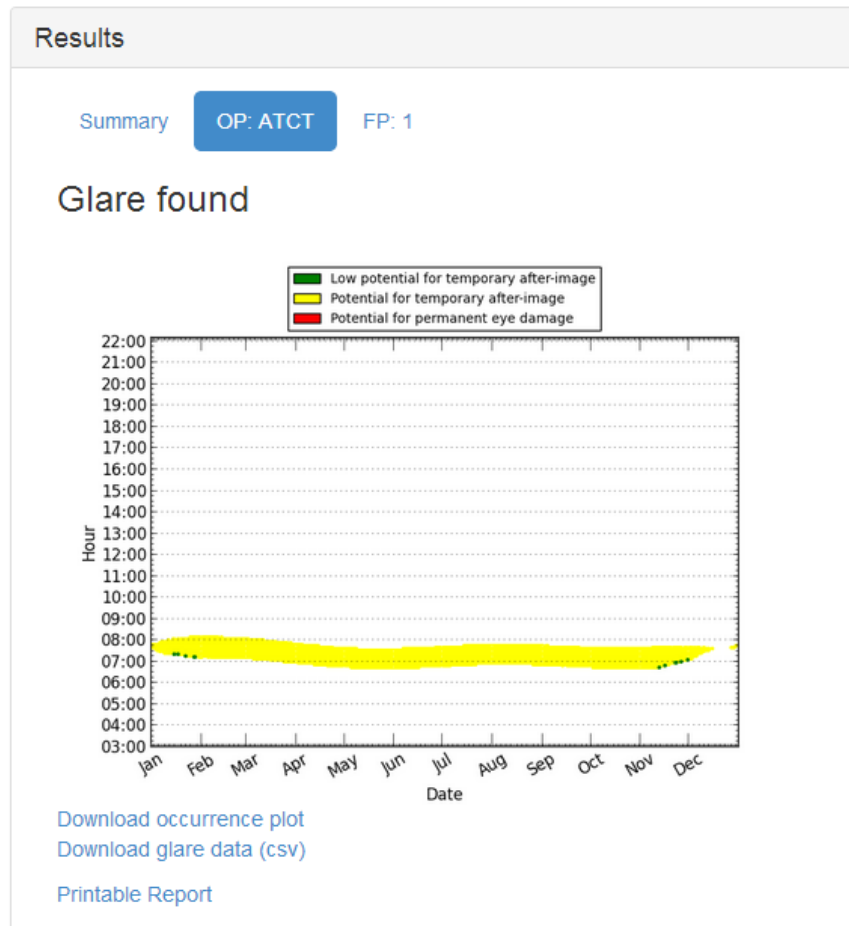 Results
Summary OP: ATCT FP: 1
Glare found
Low potential for temporary after-image
Potential for temporary after-image
Potential for permanent eye damage
22:00
21:00
20:00
19:00
18:00
17:00
16:00
15:00
14:00
13:00
12:00
11:00
10:00
09:00
08:00
07:00
06:00
05:00
04:00
03:00
Hour
Jan Feb Mar Apr May Jun Jul Aug Sep Oct Nov Dec
Date
Download occurrence plot
Download glare data (csv)
Printable Report